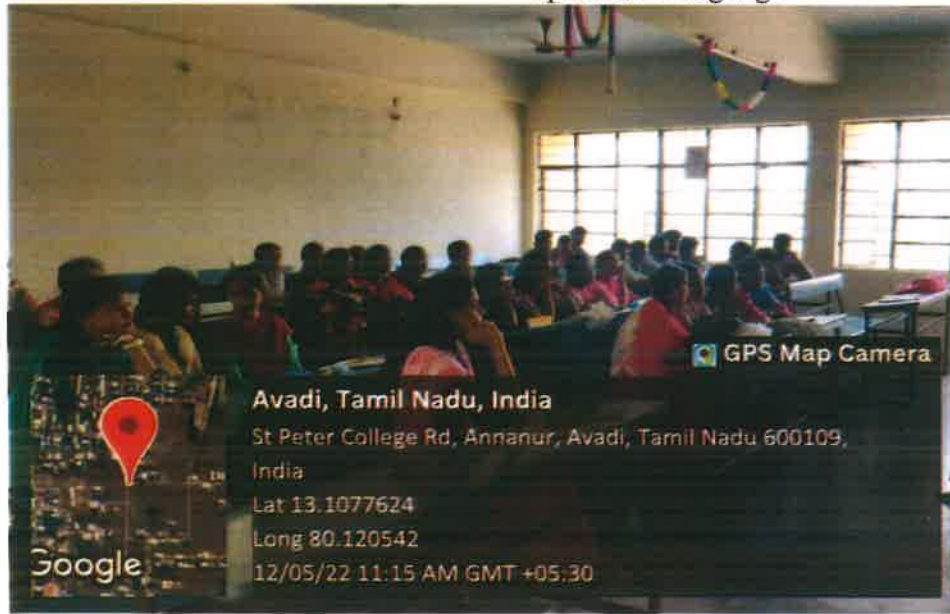 GPS Map Camera
Avadi, Tamil Nadu, India
St Peter College Rd, Annanur, Avadi, Tamil Nadu 600109,
India
Lat 13.1077624
Long 80.120542
12/05/22 11:15 AM GMT +05:30
Google